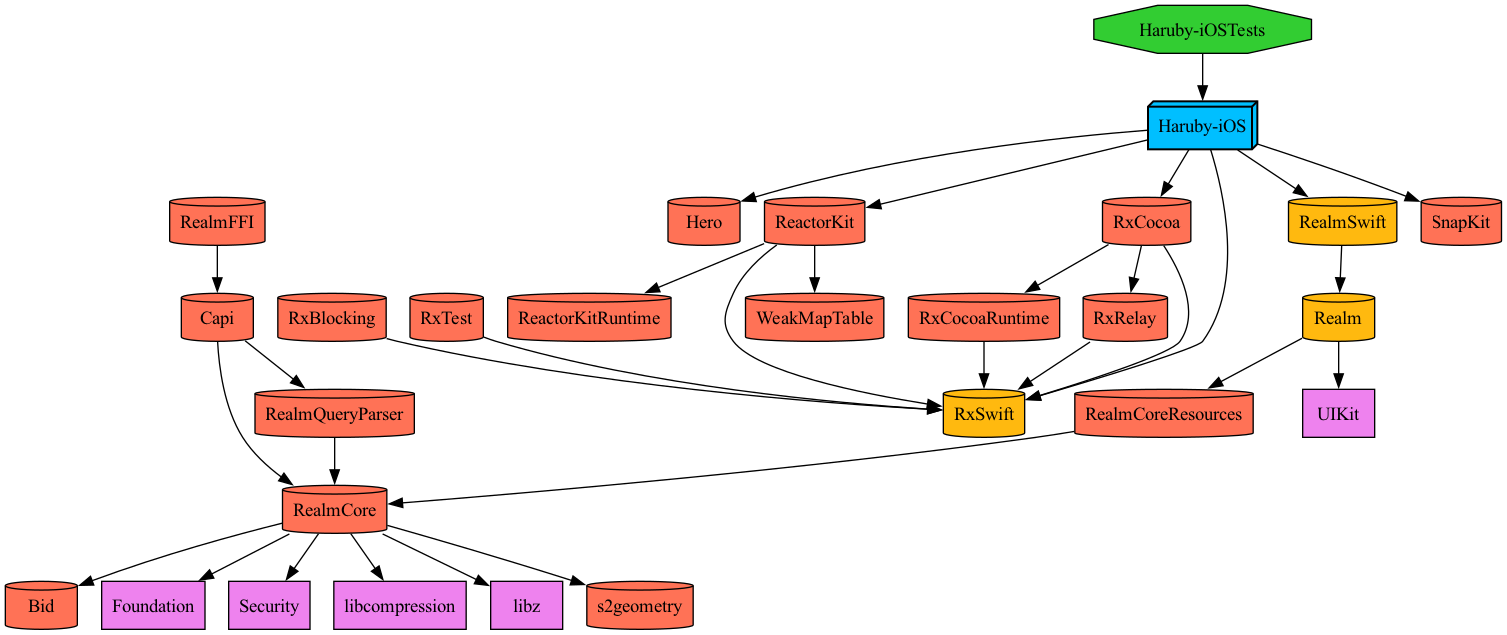 Haruby-iOSTests
Haruby-iOS
RealmFFI
Hero
ReactorKit
RxCocoa
RealmSwift
SnapKit
Capi
RxBlocking
RxTest
ReactorKitRuntime
WeakMapTable
RxCocoaRuntime
RxRelay
Realm
RealmQueryParser
RxSwift
RealmCoreResources
UIKit
RealmCore
Bid
Foundation
Security
libcompression
libz
s2geometry